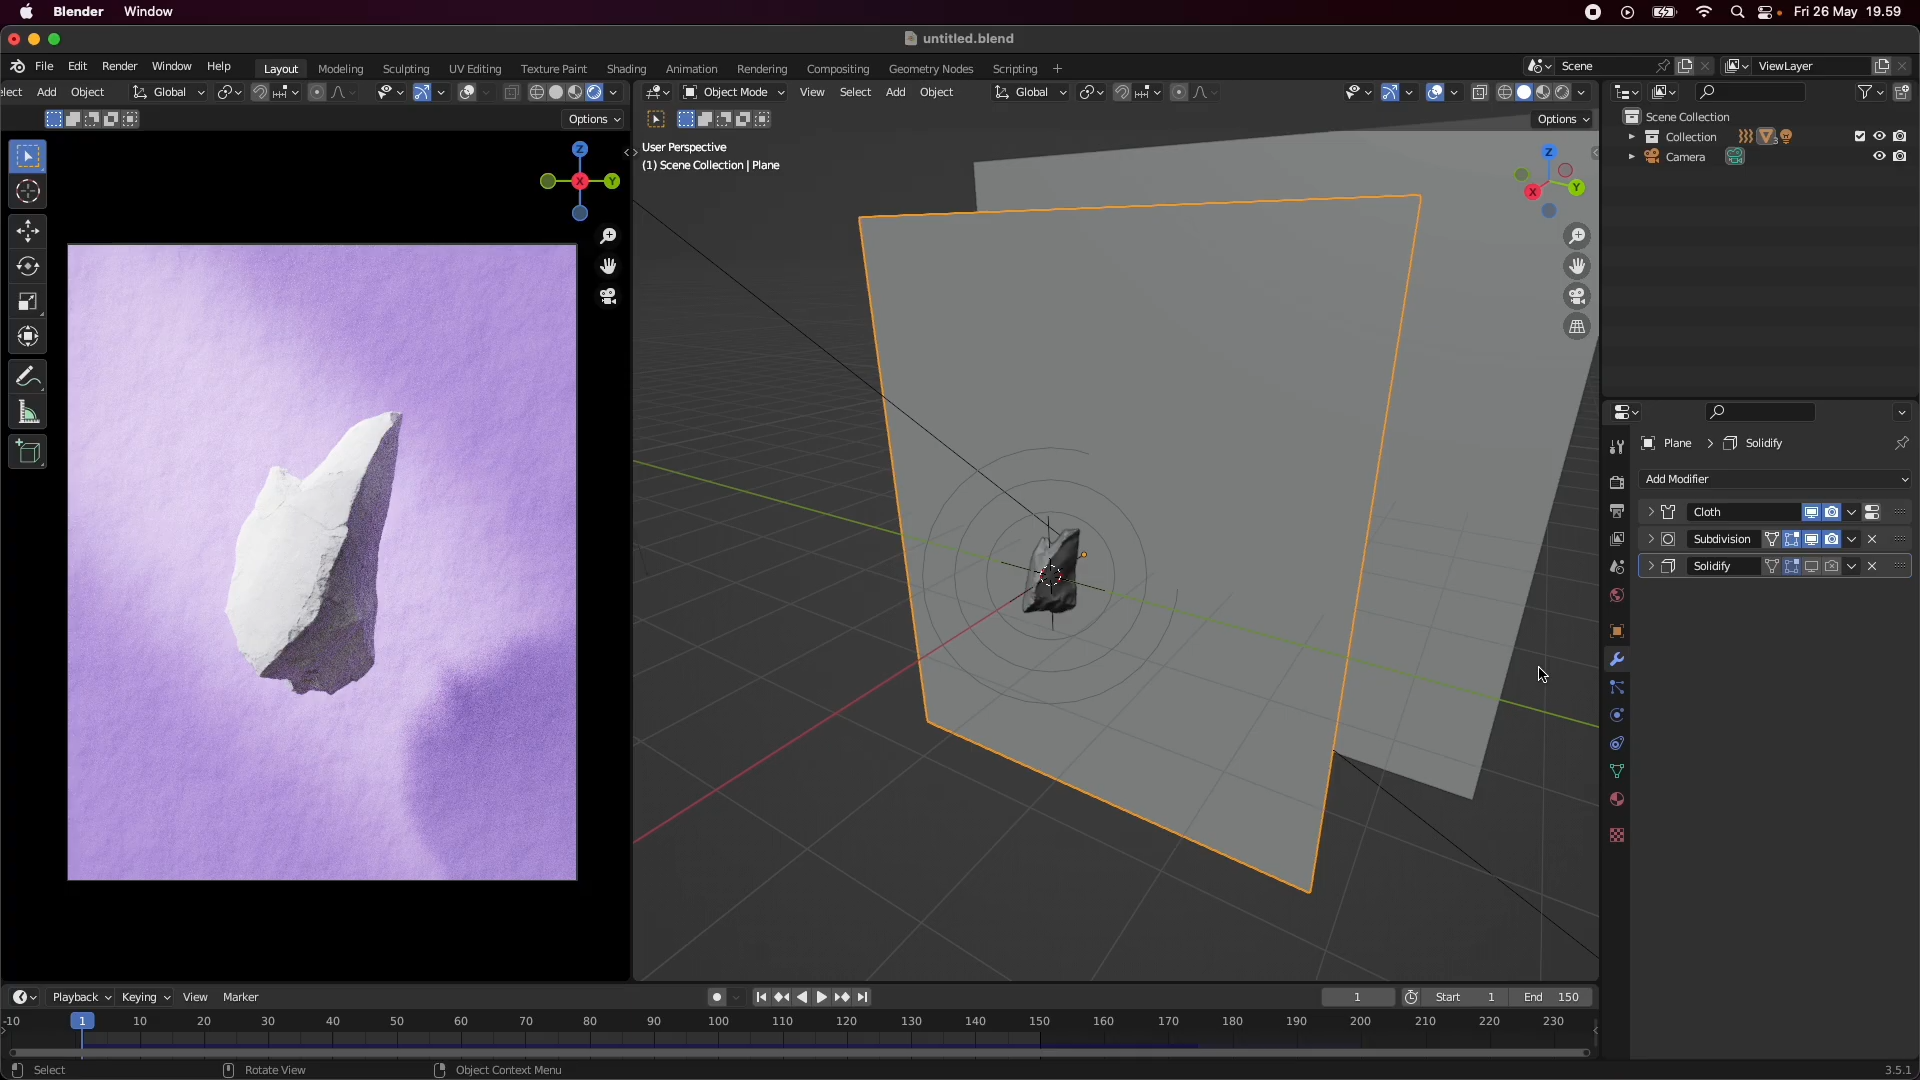 Blender Window Fri 26 May 19.59
untitled.blend
File Edit Render Window Help Layout Modeling Sculpting UV Editing Texture Paint Shading Animation Rendering Compositing Geometry Nodes Scripting + Scene ViewLayer
elect Add Object Global Object Mode View Select Add Object Global
Options Options
Scene Collection
Collection 3
Camera
User Perspective
(1) Scene Collection | Plane
Z
X
Y
Z
X
Y
Plane > Solidify
Add Modifier
Cloth
Subdivision
Solidify
Playback Keying View Marker 1 Start 1 End 150
-10 1 10 20 30 40 50 60 70 80 90 100 110 120 130 140 150 160 170 180 190 200 210 220 230
Select Rotate View Object Context Menu 3.5.1